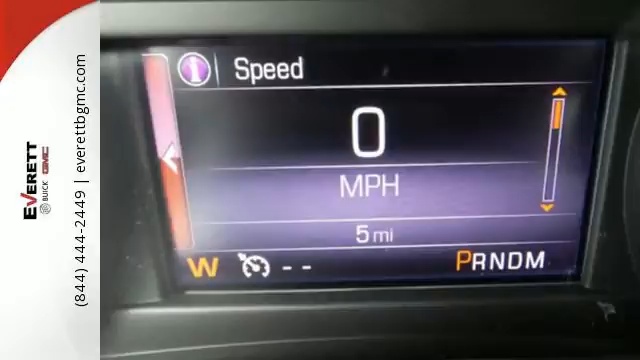 EVERETT
BUICK GMC
(844) 444-2449 | everettbgmc.com
i Speed
0
MPH
5 mi
W -- PRNDM